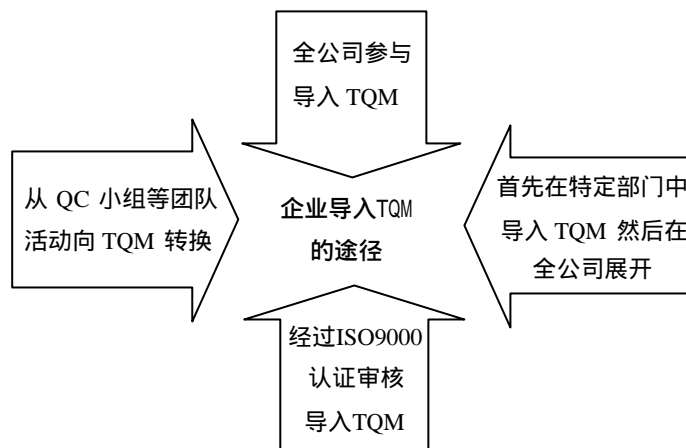 全公司参与
导入 TQM
从 QC 小组等团队
活动向 TQM 转换
企业导入TQM
的途径
首先在特定部门中
导入 TQM 然后在
全公司展开
经过ISO9000
认证审核
导入TQM